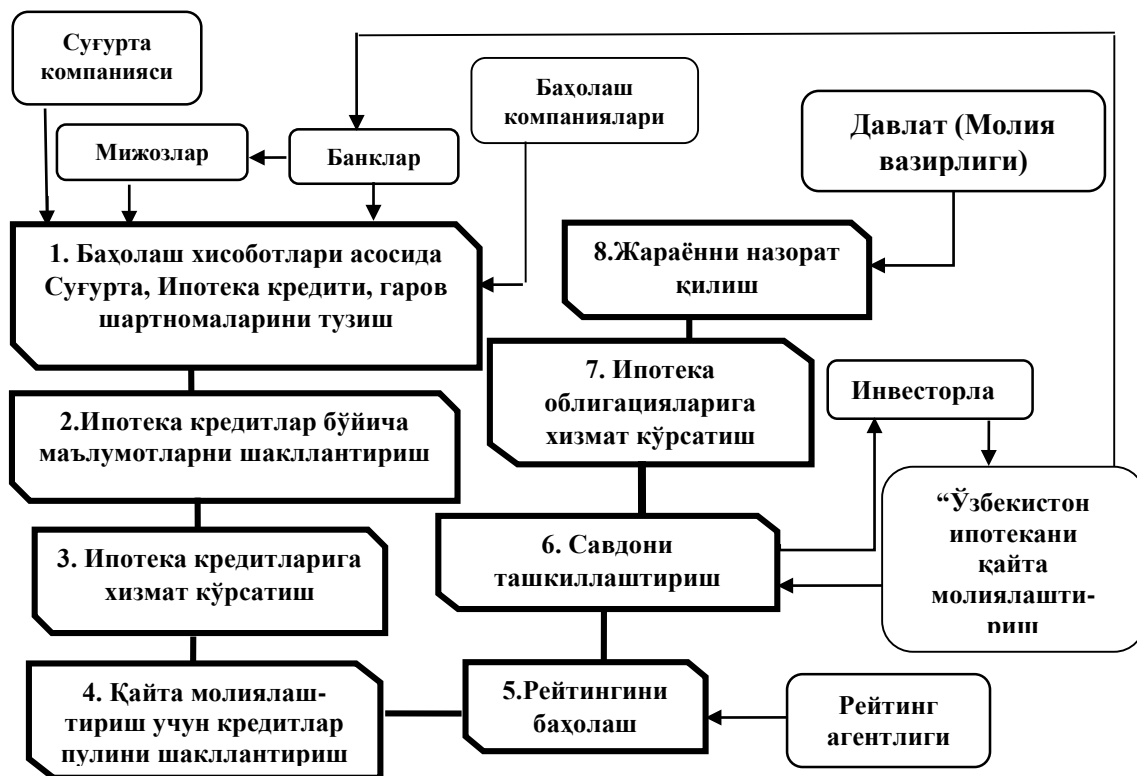 Суғурта
компанияси
Баҳолаш
компаниялари
Мижозлар
Банклар
Давлат (Молия
вазирлиги)
1. Баҳолаш хисоботлари асосида
Суғурта, Ипотека кредити, гаров
шартномаларини тузиш
8.Жараённи назорат
қилиш
2.Ипотека кредитлар бўйича
маълумотларни шакллантириш
7. Ипотека
облигацияларига
хизмат кўрсатиш
Инвесторла
3. Ипотека кредитларига
хизмат кўрсатиш
6. Савдони
ташкиллаштириш
“Ўзбекистон
ипотекани
қайта
молиялашти-
риш
4. Қайта молиялаш-
тириш учун кредитлар
пулини шакллантириш
5.Рейтингини
баҳолаш
Рейтинг
агентлиги